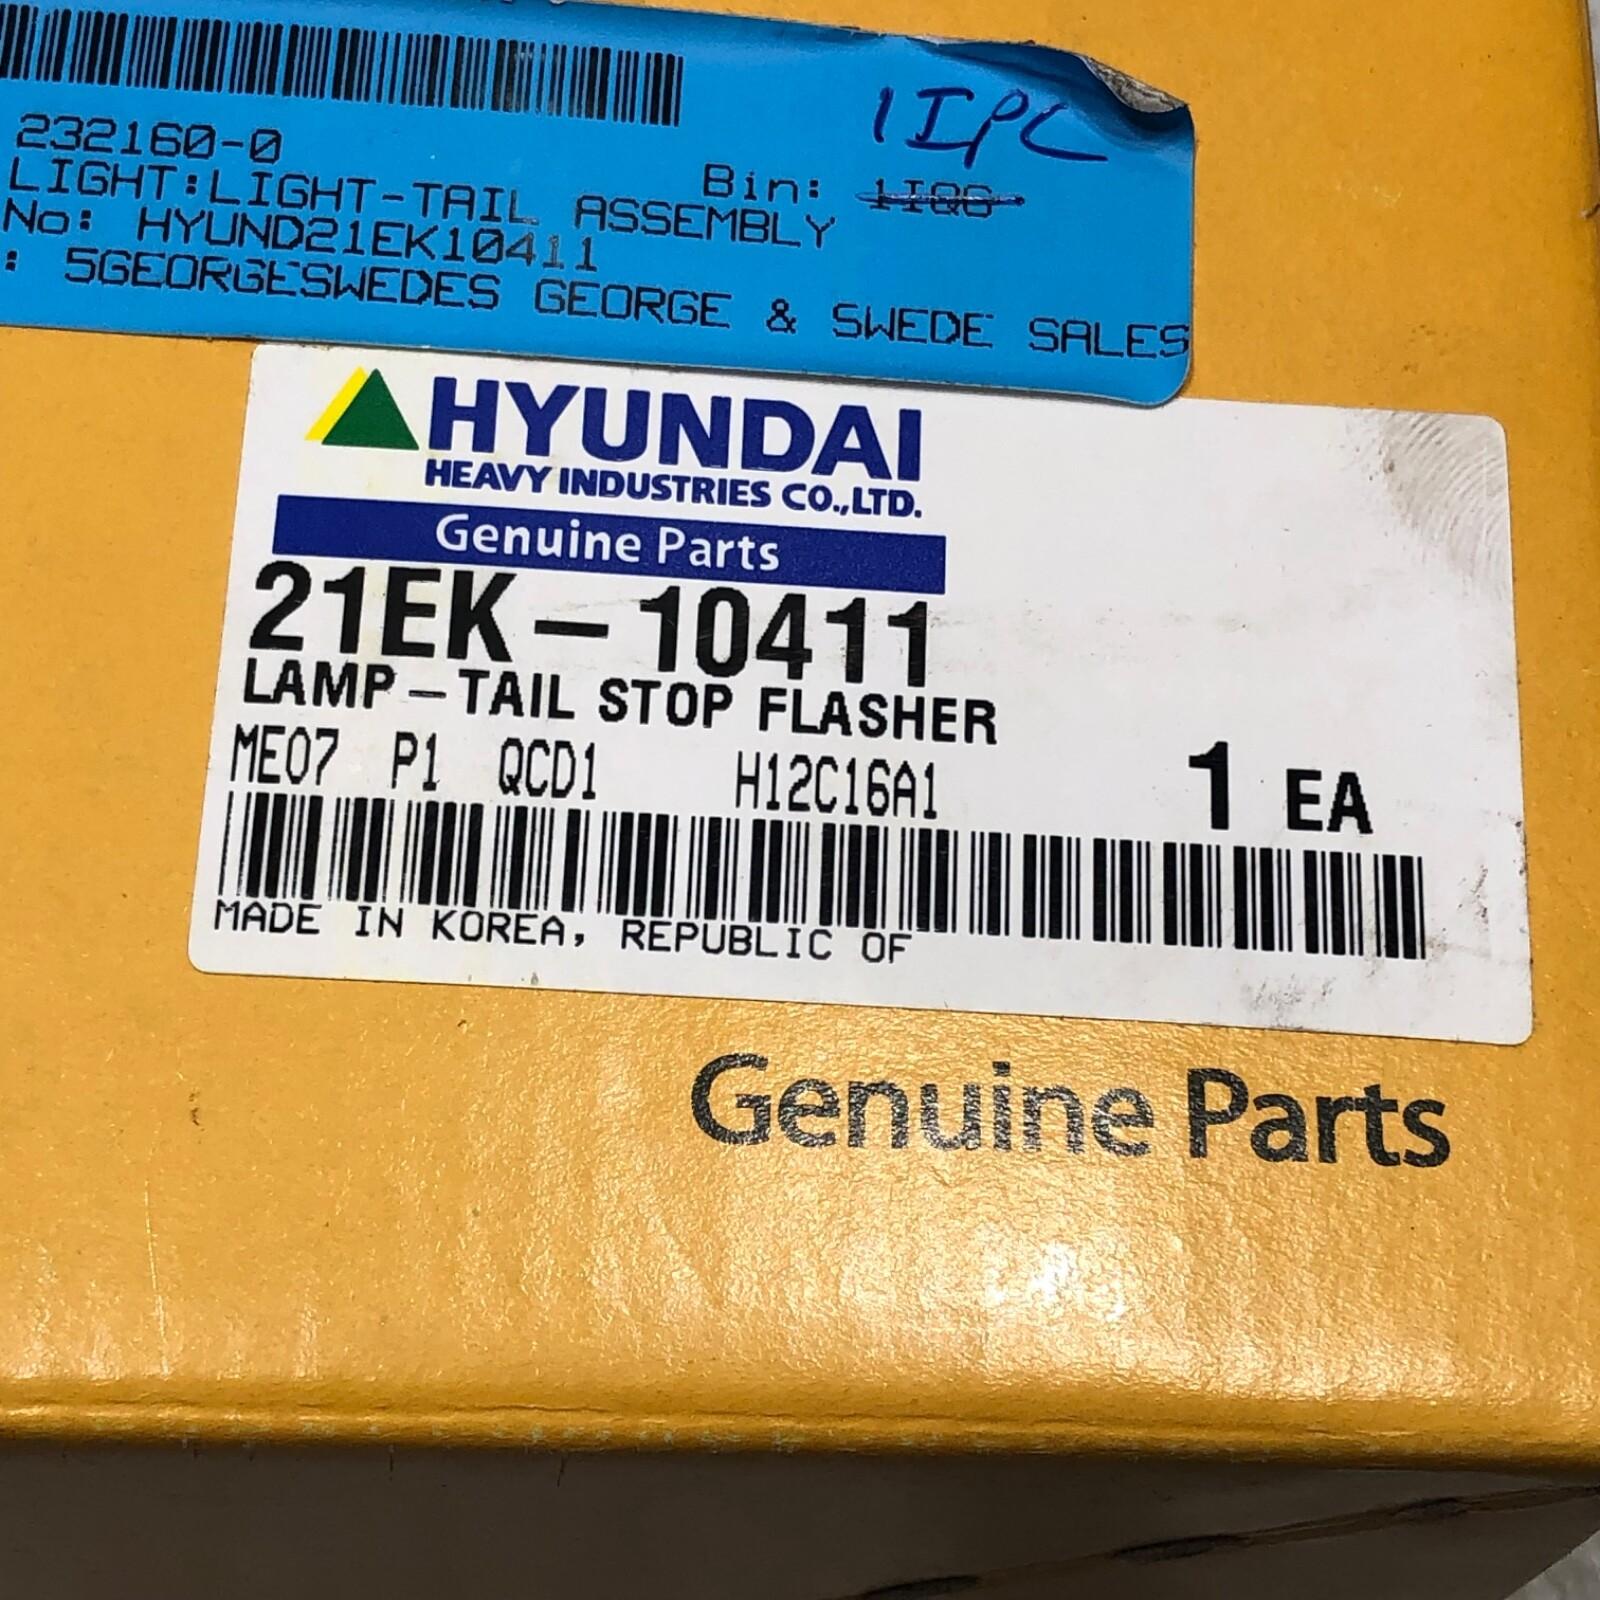 232160-0
1IPC
Bin: 1IQG
LIGHT:LIGHT-TAIL ASSEMBLY
No: HYUND21EK10411
: 5GEORGESWEDES GEORGE & SWEDE SALES
HYUNDAI
HEAVY INDUSTRIES CO.,LTD.
Genuine Parts
21EK-10411
LAMP-TAIL STOP FLASHER
ME07 P1 QCD1 H12C16A1 1 EA
MADE IN KOREA, REPUBLIC OF
Genuine Parts